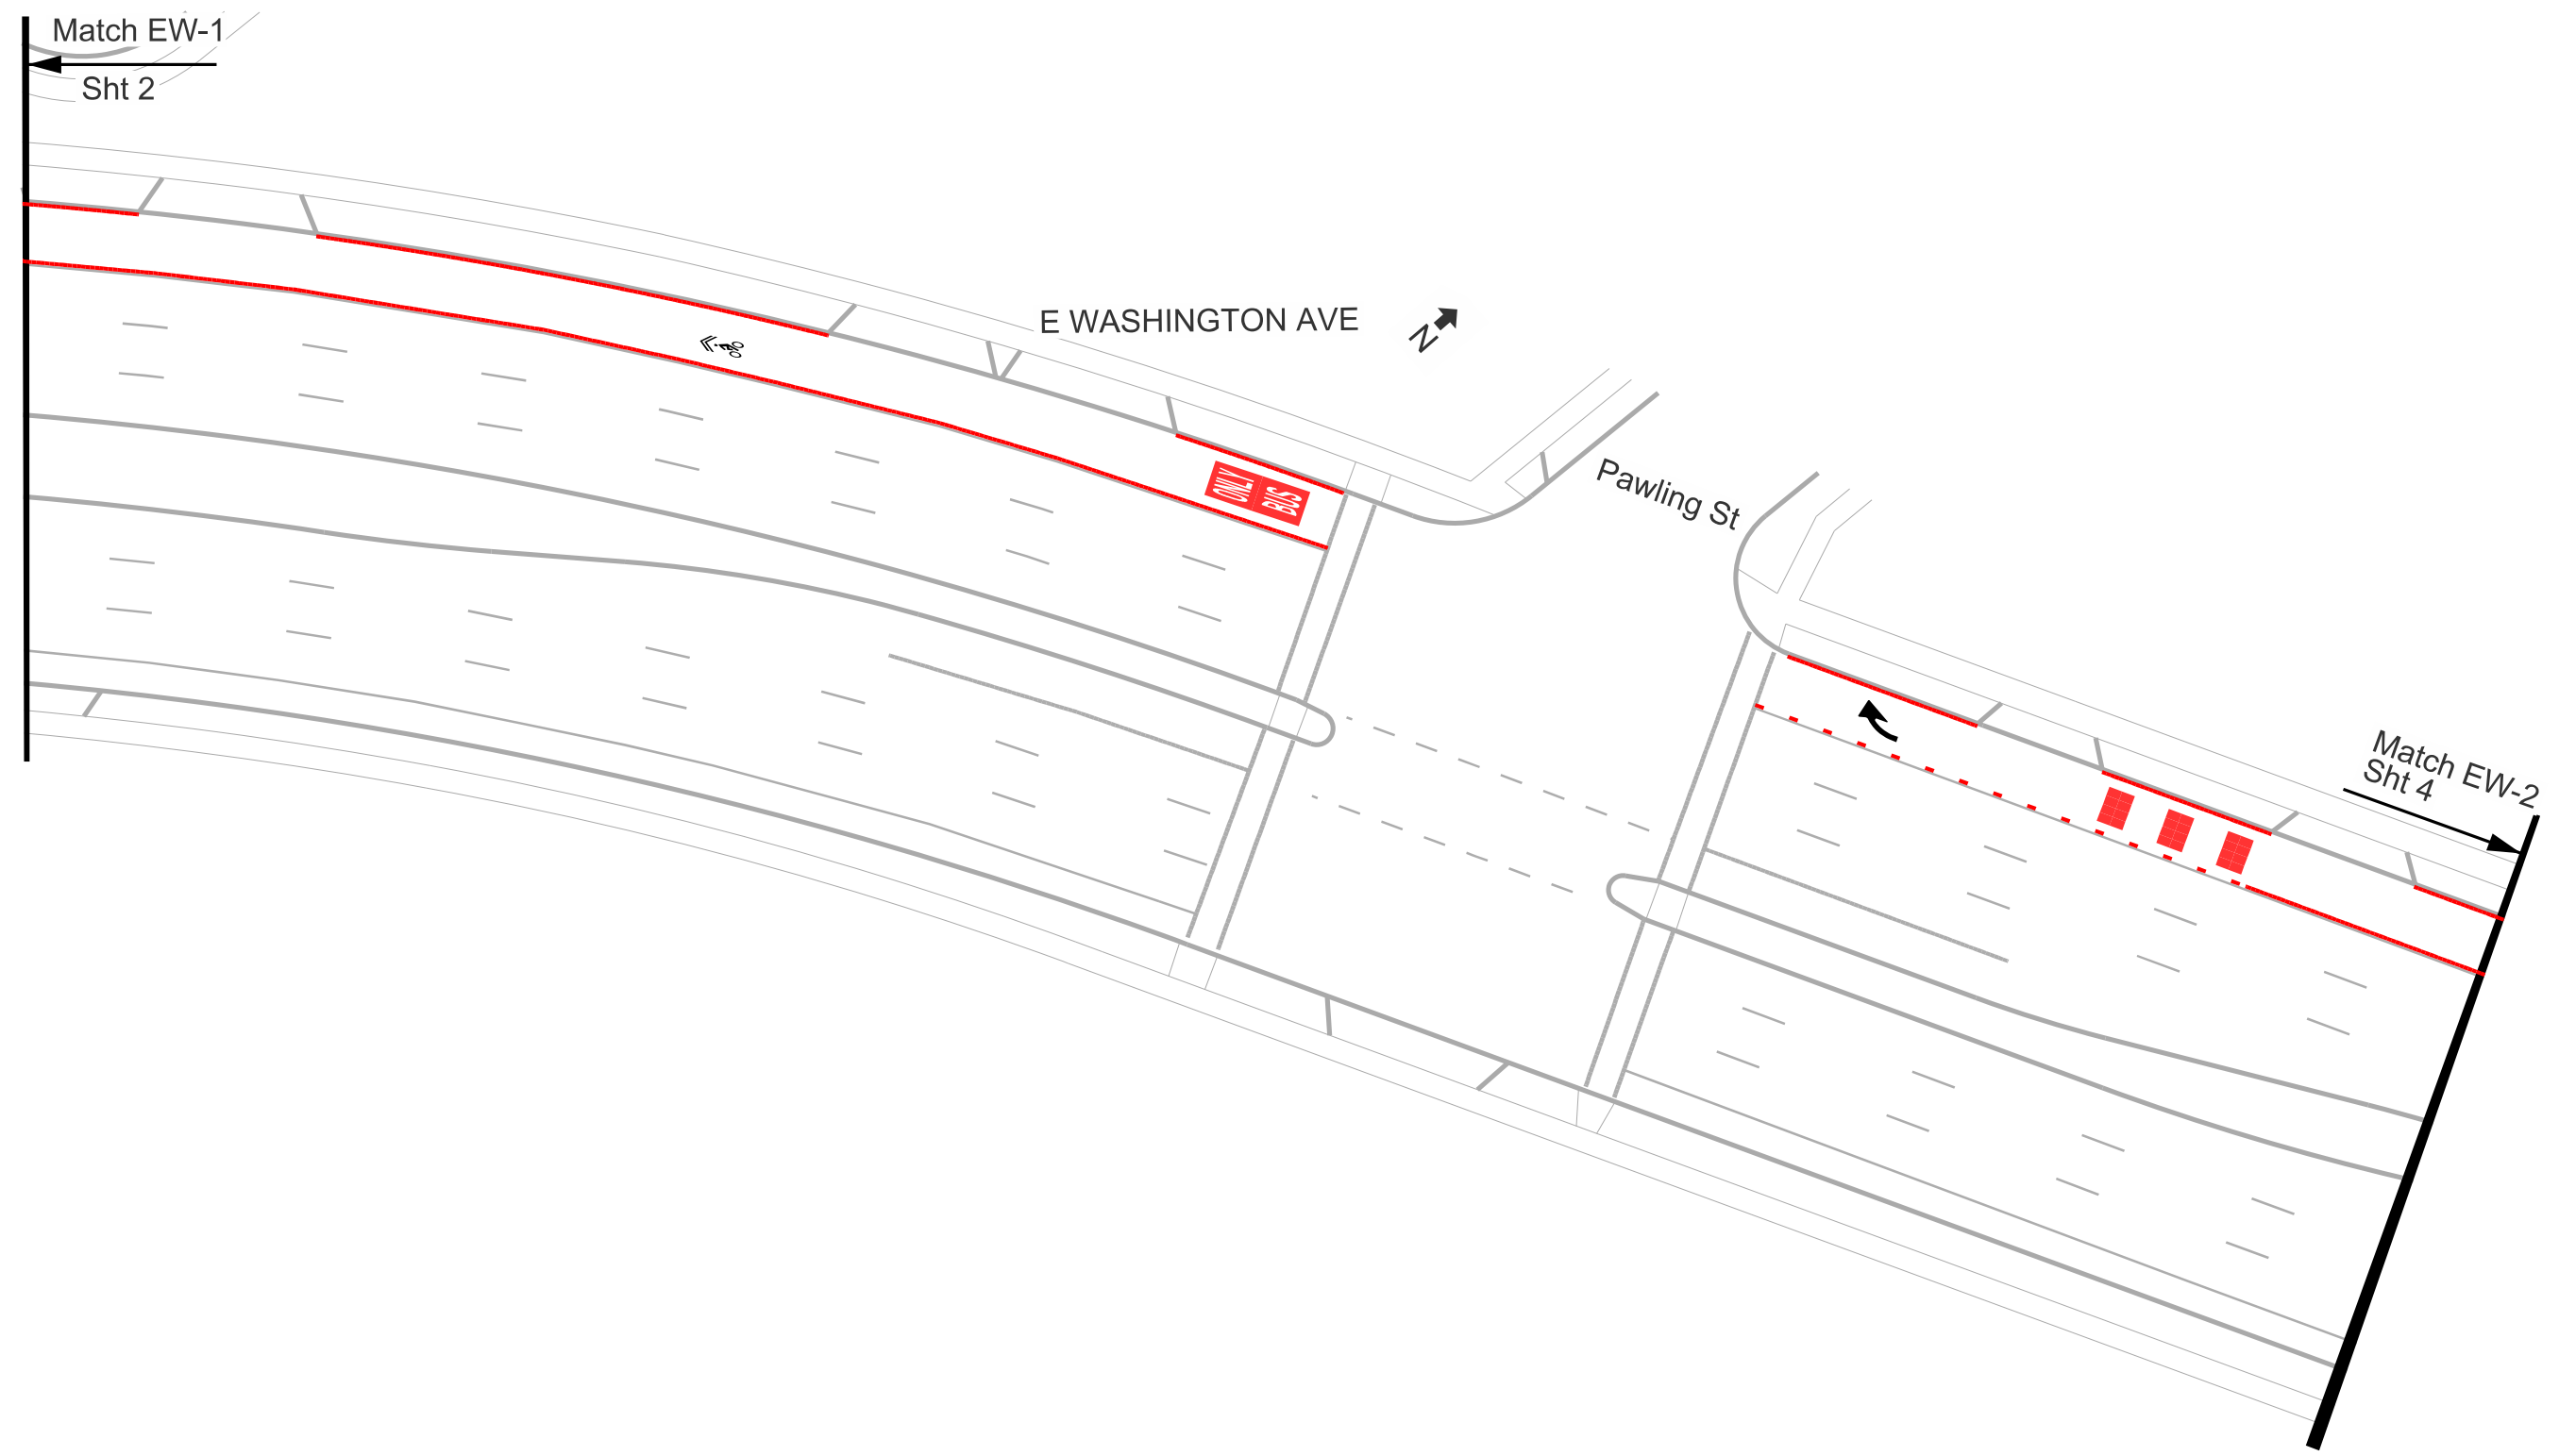 Match EW-1
Sht 2
E WASHINGTON AVE
N
Pawling St
ONLY
BUS
Match EW-2
Sht 4